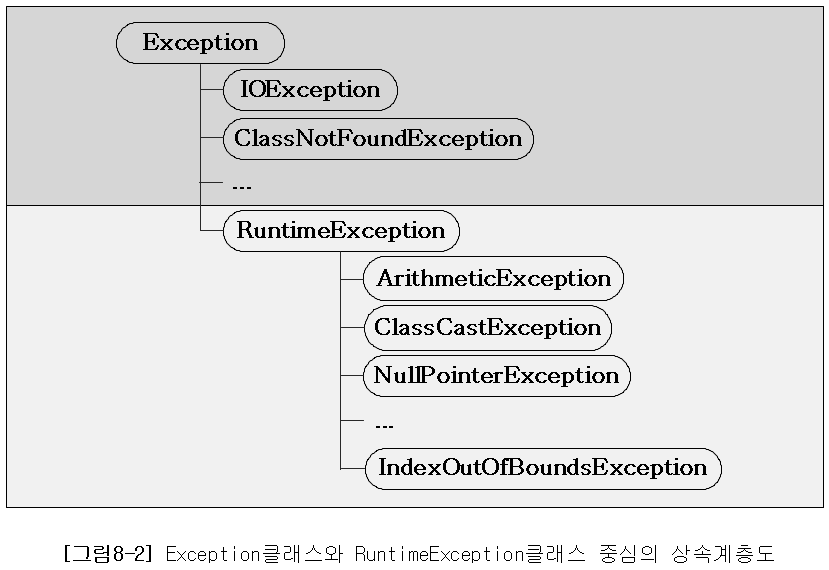 Exception
IOException
ClassNotFoundException
...
RuntimeException
ArithmeticException
ClassCastException
NullPointerException
...
IndexOutOfBoundsException
[그림8-2] Exception클래스와 RuntimeException클래스 중심의 상속계층도